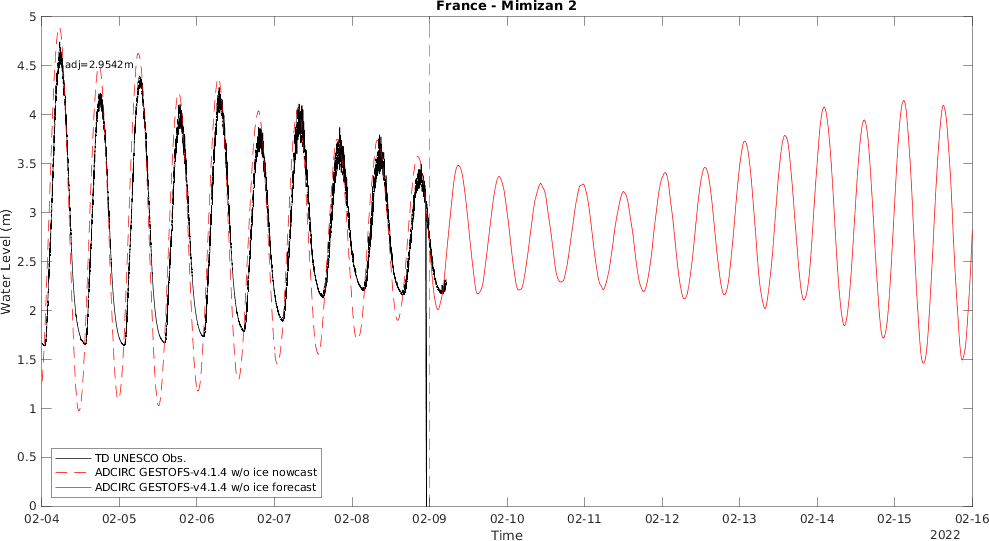 France - Mimizan 2
5
4.5
4
3.5
3
2.5
2
1.5
1
0.5
0
Water Level (m)
adj=2.9542m
TD UNESCO Obs.
ADCIRC GESTOFS-v4.1.4 w/o ice nowcast
ADCIRC GESTOFS-v4.1.4 w/o ice forecast
02-04 02-05 02-06 02-07 02-08 02-09 02-10 02-11 02-12 02-13 02-14 02-15 02-16
Time
2022